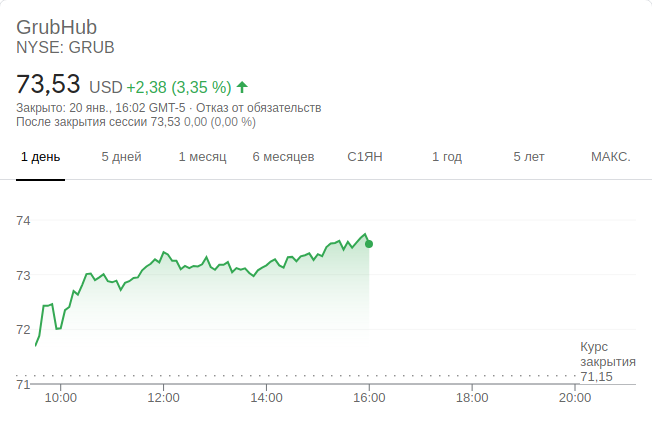 GrubHub
NYSE: GRUB
73,53 USD +2,38 (3,35 %)
Закрыто: 20 янв., 16:02 GMT-5 · Отказ от обязательств
После закрытия сессии 73,53 0,00 (0,00 %)
1 день 5 дней 1 месяц 6 месяцев С1ЯН 1 год 5 лет МАКС.
74
73
72
Курс
закрытия
71,15
71
10:00 12:00 14:00 16:00 18:00 20:00